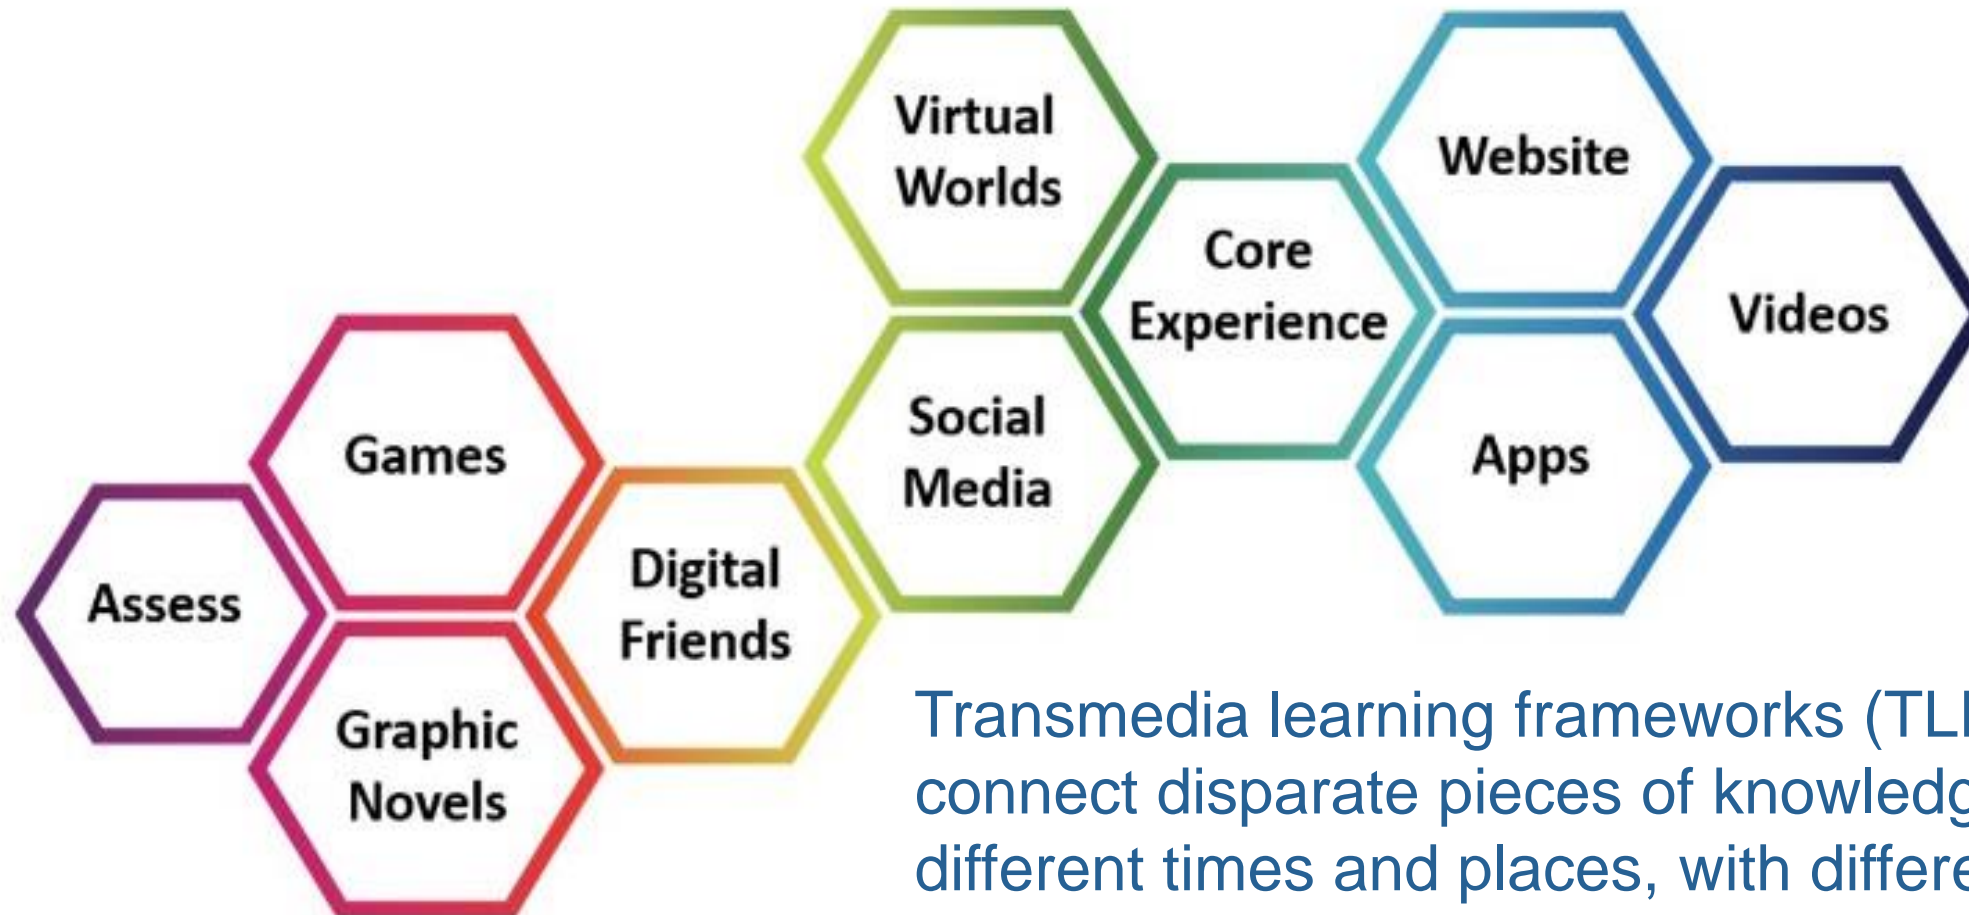 Virtual
Worlds
Website
Core
Experience
Videos
Social
Media
Games
Apps
Assess
Digital
Friends
Graphic
Novels
Transmedia learning frameworks
connect disparate pieces of
different times and places, with